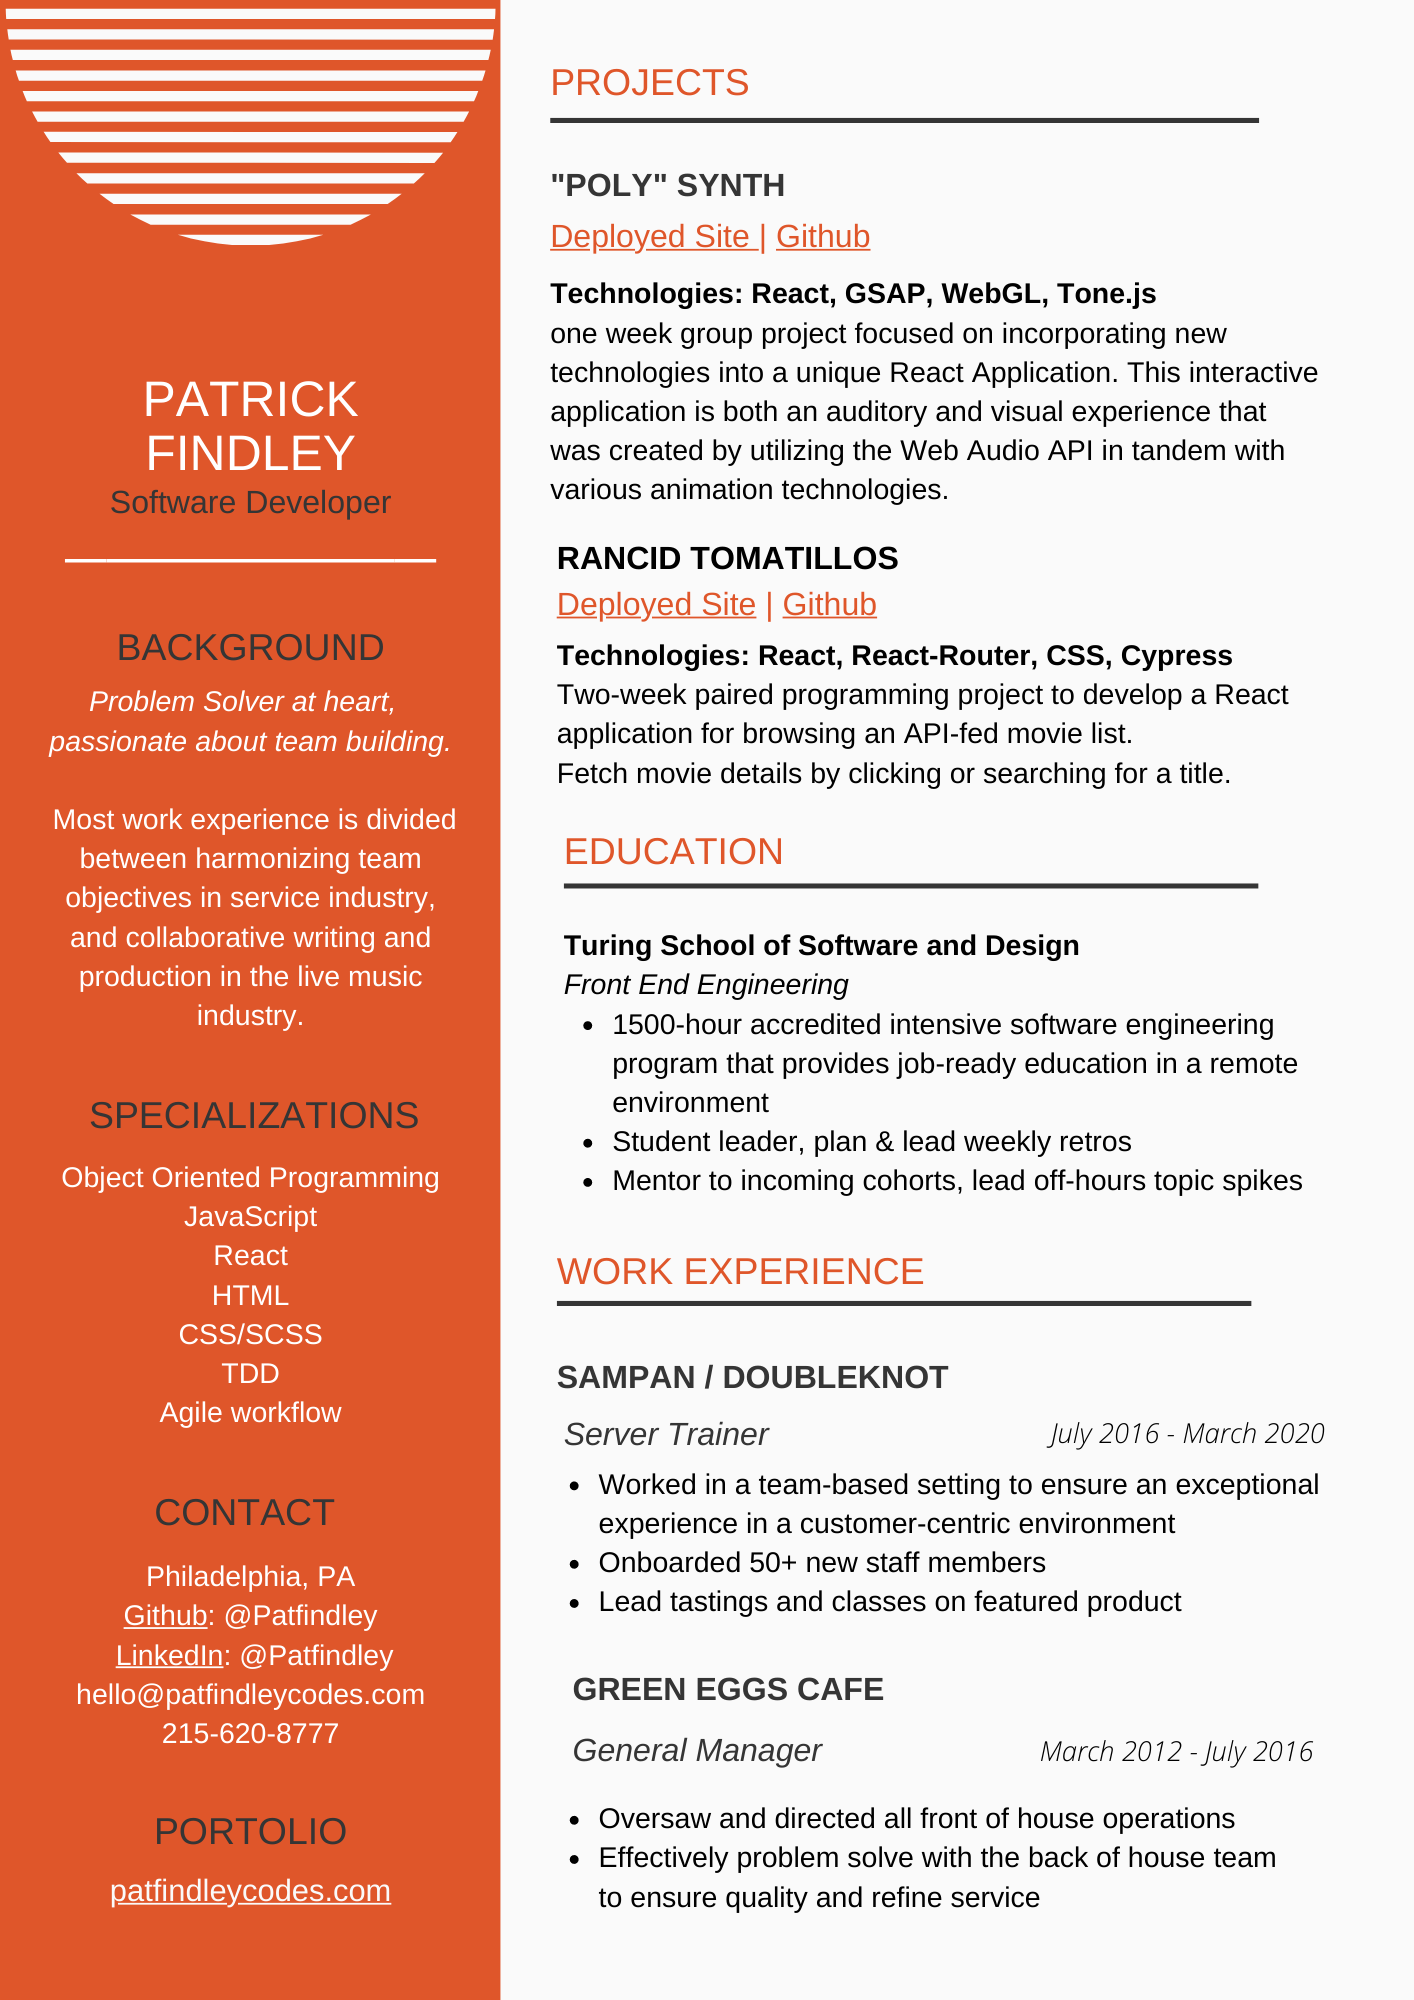 PATRICK
FINDLEY
Software Developer
BACKGROUND
Problem Solver at heart,
passionate about team building.
Most work experience is divided
between harmonizing team
objectives in service industry,
and collaborative writing and
production in the live music
industry.
SPECIALIZATIONS
Object Oriented Programming
JavaScript
React
HTML
CSS/SCSS
TDD
Agile workflow
CONTACT
Philadelphia, PA
Github: @Patfindley
LinkedIn: @Patfindley
hello@patfindleycodes.com
215-620-8777
PORTOLIO
patfindleycodes.com
PROJECTS
"POLY" SYNTH
Deployed Site | Github
Technologies: React, GSAP, WebGL, Tone.js
one week group project focused on incorporating new
technologies into a unique React Application. This interactive
application is both an auditory and visual experience that
was created by utilizing the Web Audio API in tandem with
various animation technologies.
RANCID TOMATILLOS
Deployed Site | Github
Technologies: React, React-Router, CSS, Cypress
Two-week paired programming project to develop a React
application for browsing an API-fed movie list.
Fetch movie details by clicking or searching for a title.
EDUCATION
Turing School of Software and Design
Front End Engineering
• 1500-hour accredited intensive software engineering
program that provides job-ready education in a remote
environment
• Student leader, plan & lead weekly retros
• Mentor to incoming cohorts, lead off-hours topic spikes
WORK EXPERIENCE
SAMPAN / DOUBLEKNOT
Server Trainer July 2016 - March 2020
• Worked in a team-based setting to ensure an exceptional
experience in a customer-centric environment
• Onboarded 50+ new staff members
• Lead tastings and classes on featured product
GREEN EGGS CAFE
General Manager March 2012 - July 2016
• Oversaw and directed all front of house operations
• Effectively problem solve with the back of house team
to ensure quality and refine service